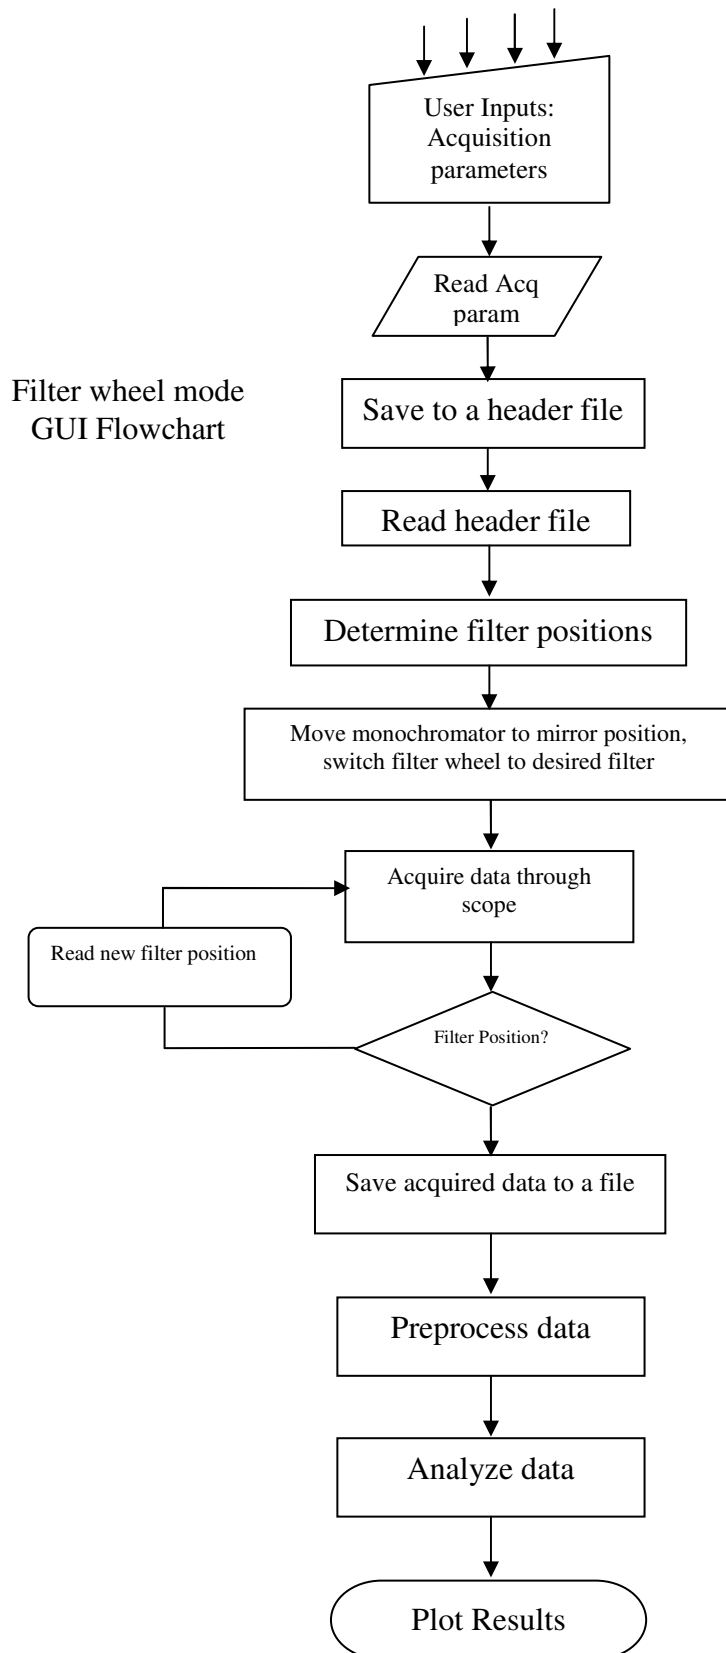 User Inputs:
Acquisition
parameters
Read Acq
param
Filter wheel mode
GUI Flowchart
Save to a header file
Read header file
Determine filter positions
Move monochromator to mirror position,
switch filter wheel to desired filter
Acquire data through
scope
Read new filter position
Filter Position?
Save acquired data to a file
Preprocess data
Analyze data
Plot Results